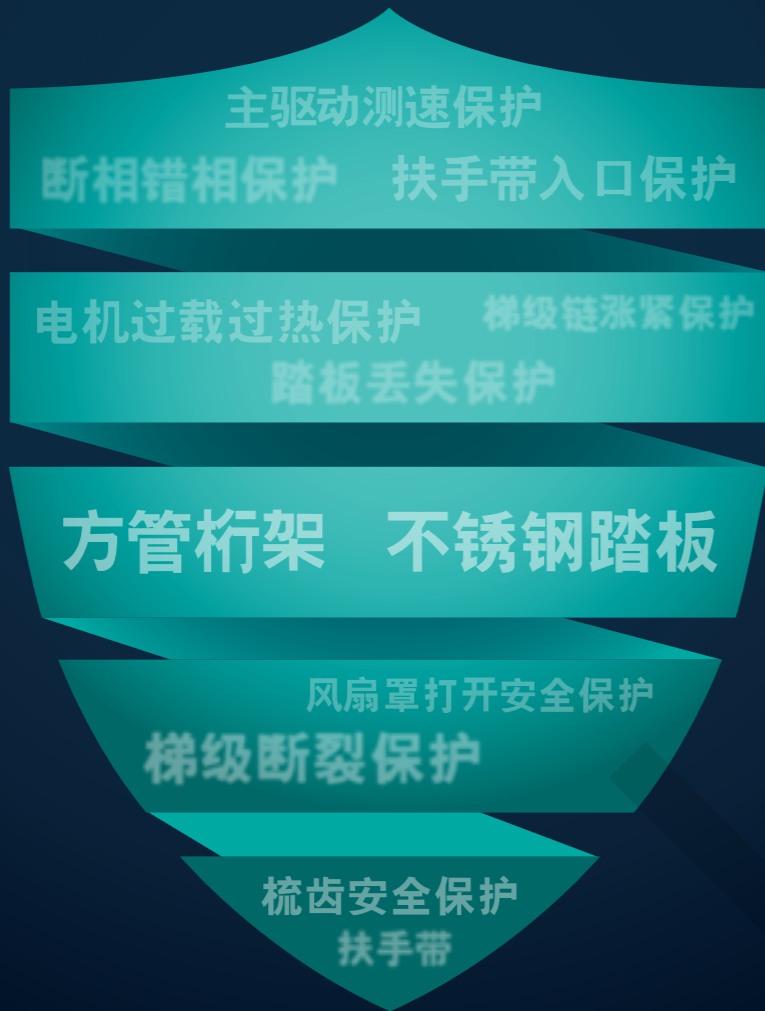 主驱动测速保护
断相错相保护 扶手带入口保护
电机过载过热保护 梯级链涨紧保护
踏板丢失保护
方管桁架 不锈钢踏板
风扇罩打开安全保护
梯级断裂保护
梳齿安全保护
扶手带